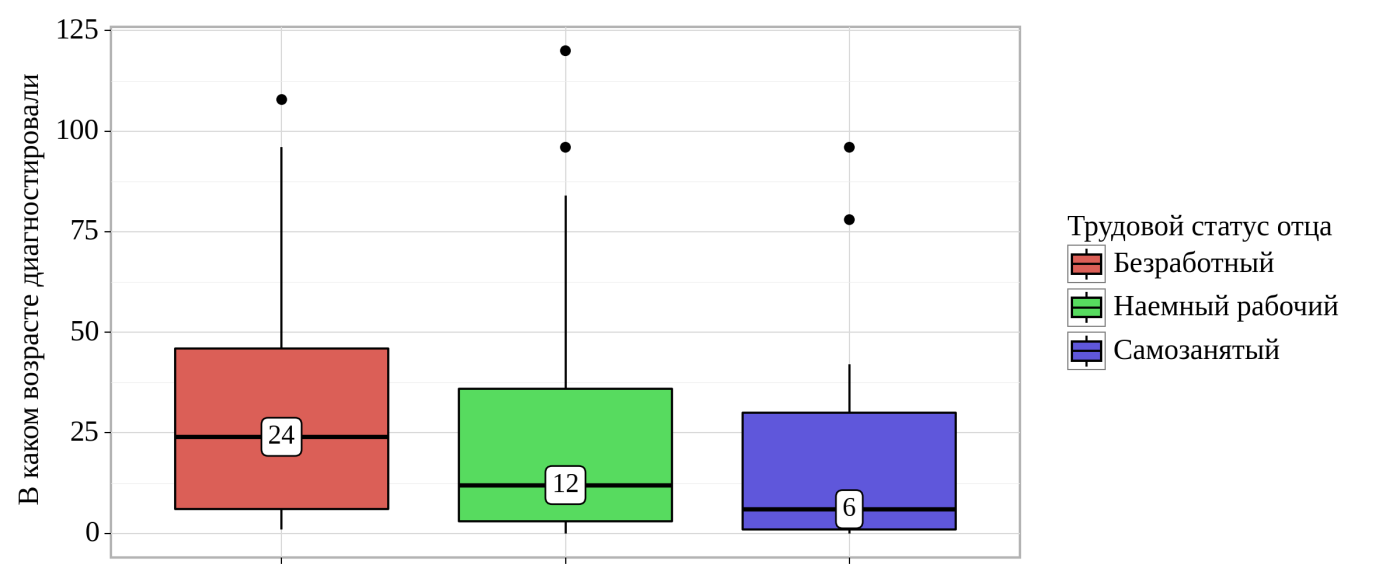 В каком возрасте диагностировали
125
100
75
50
25
0
24
12
6
Трудовой статус отца
Безработный
Наемный рабочий
Самозанятый